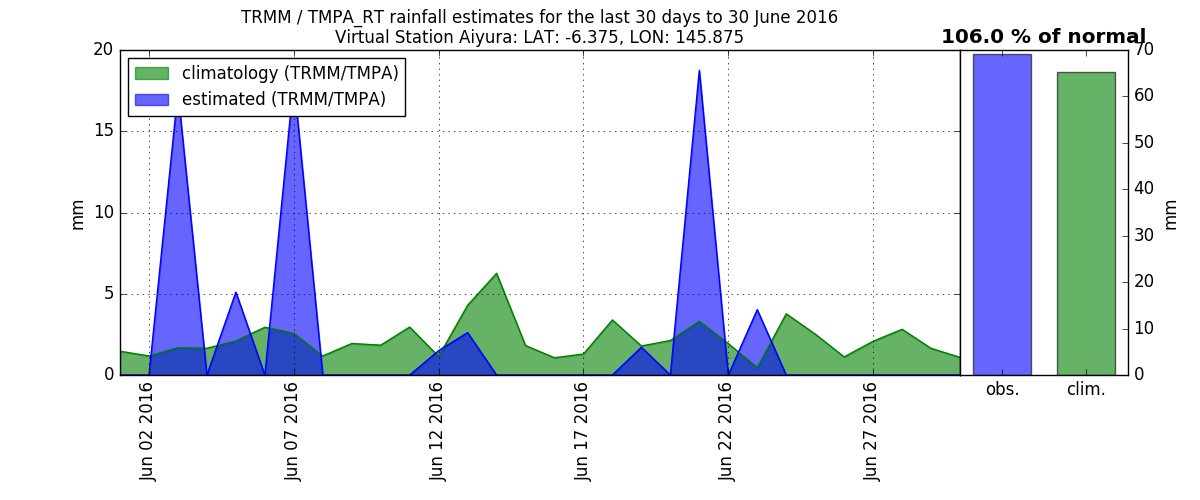 TRMM / TMPA_RT rainfall estimates for the last 30 days to 30 June 2016
Virtual Station Aiyura: LAT: -6.375, LON: 145.875
106.0 % of normal
climatology (TRMM/TMPA)
estimated (TRMM/TMPA)
20
15
10
5
0
mm
Jun 02 2016
Jun 07 2016
Jun 12 2016
Jun 17 2016
Jun 22 2016
Jun 27 2016
70
60
50
40
30
20
10
0
mm
obs.
clim.